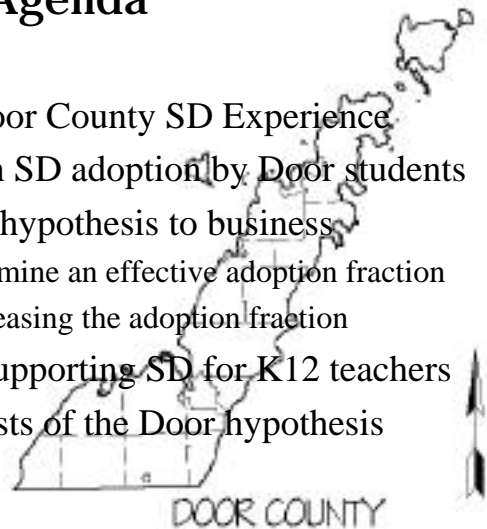 Agenda
oor County SD Experience
n SD adoption by Door students
hypothesis to business
mine an effective adoption fraction
easing the adoption fraction
upporting SD for K12 teachers
sts of the Door hypothesis
DOOR COUNTY